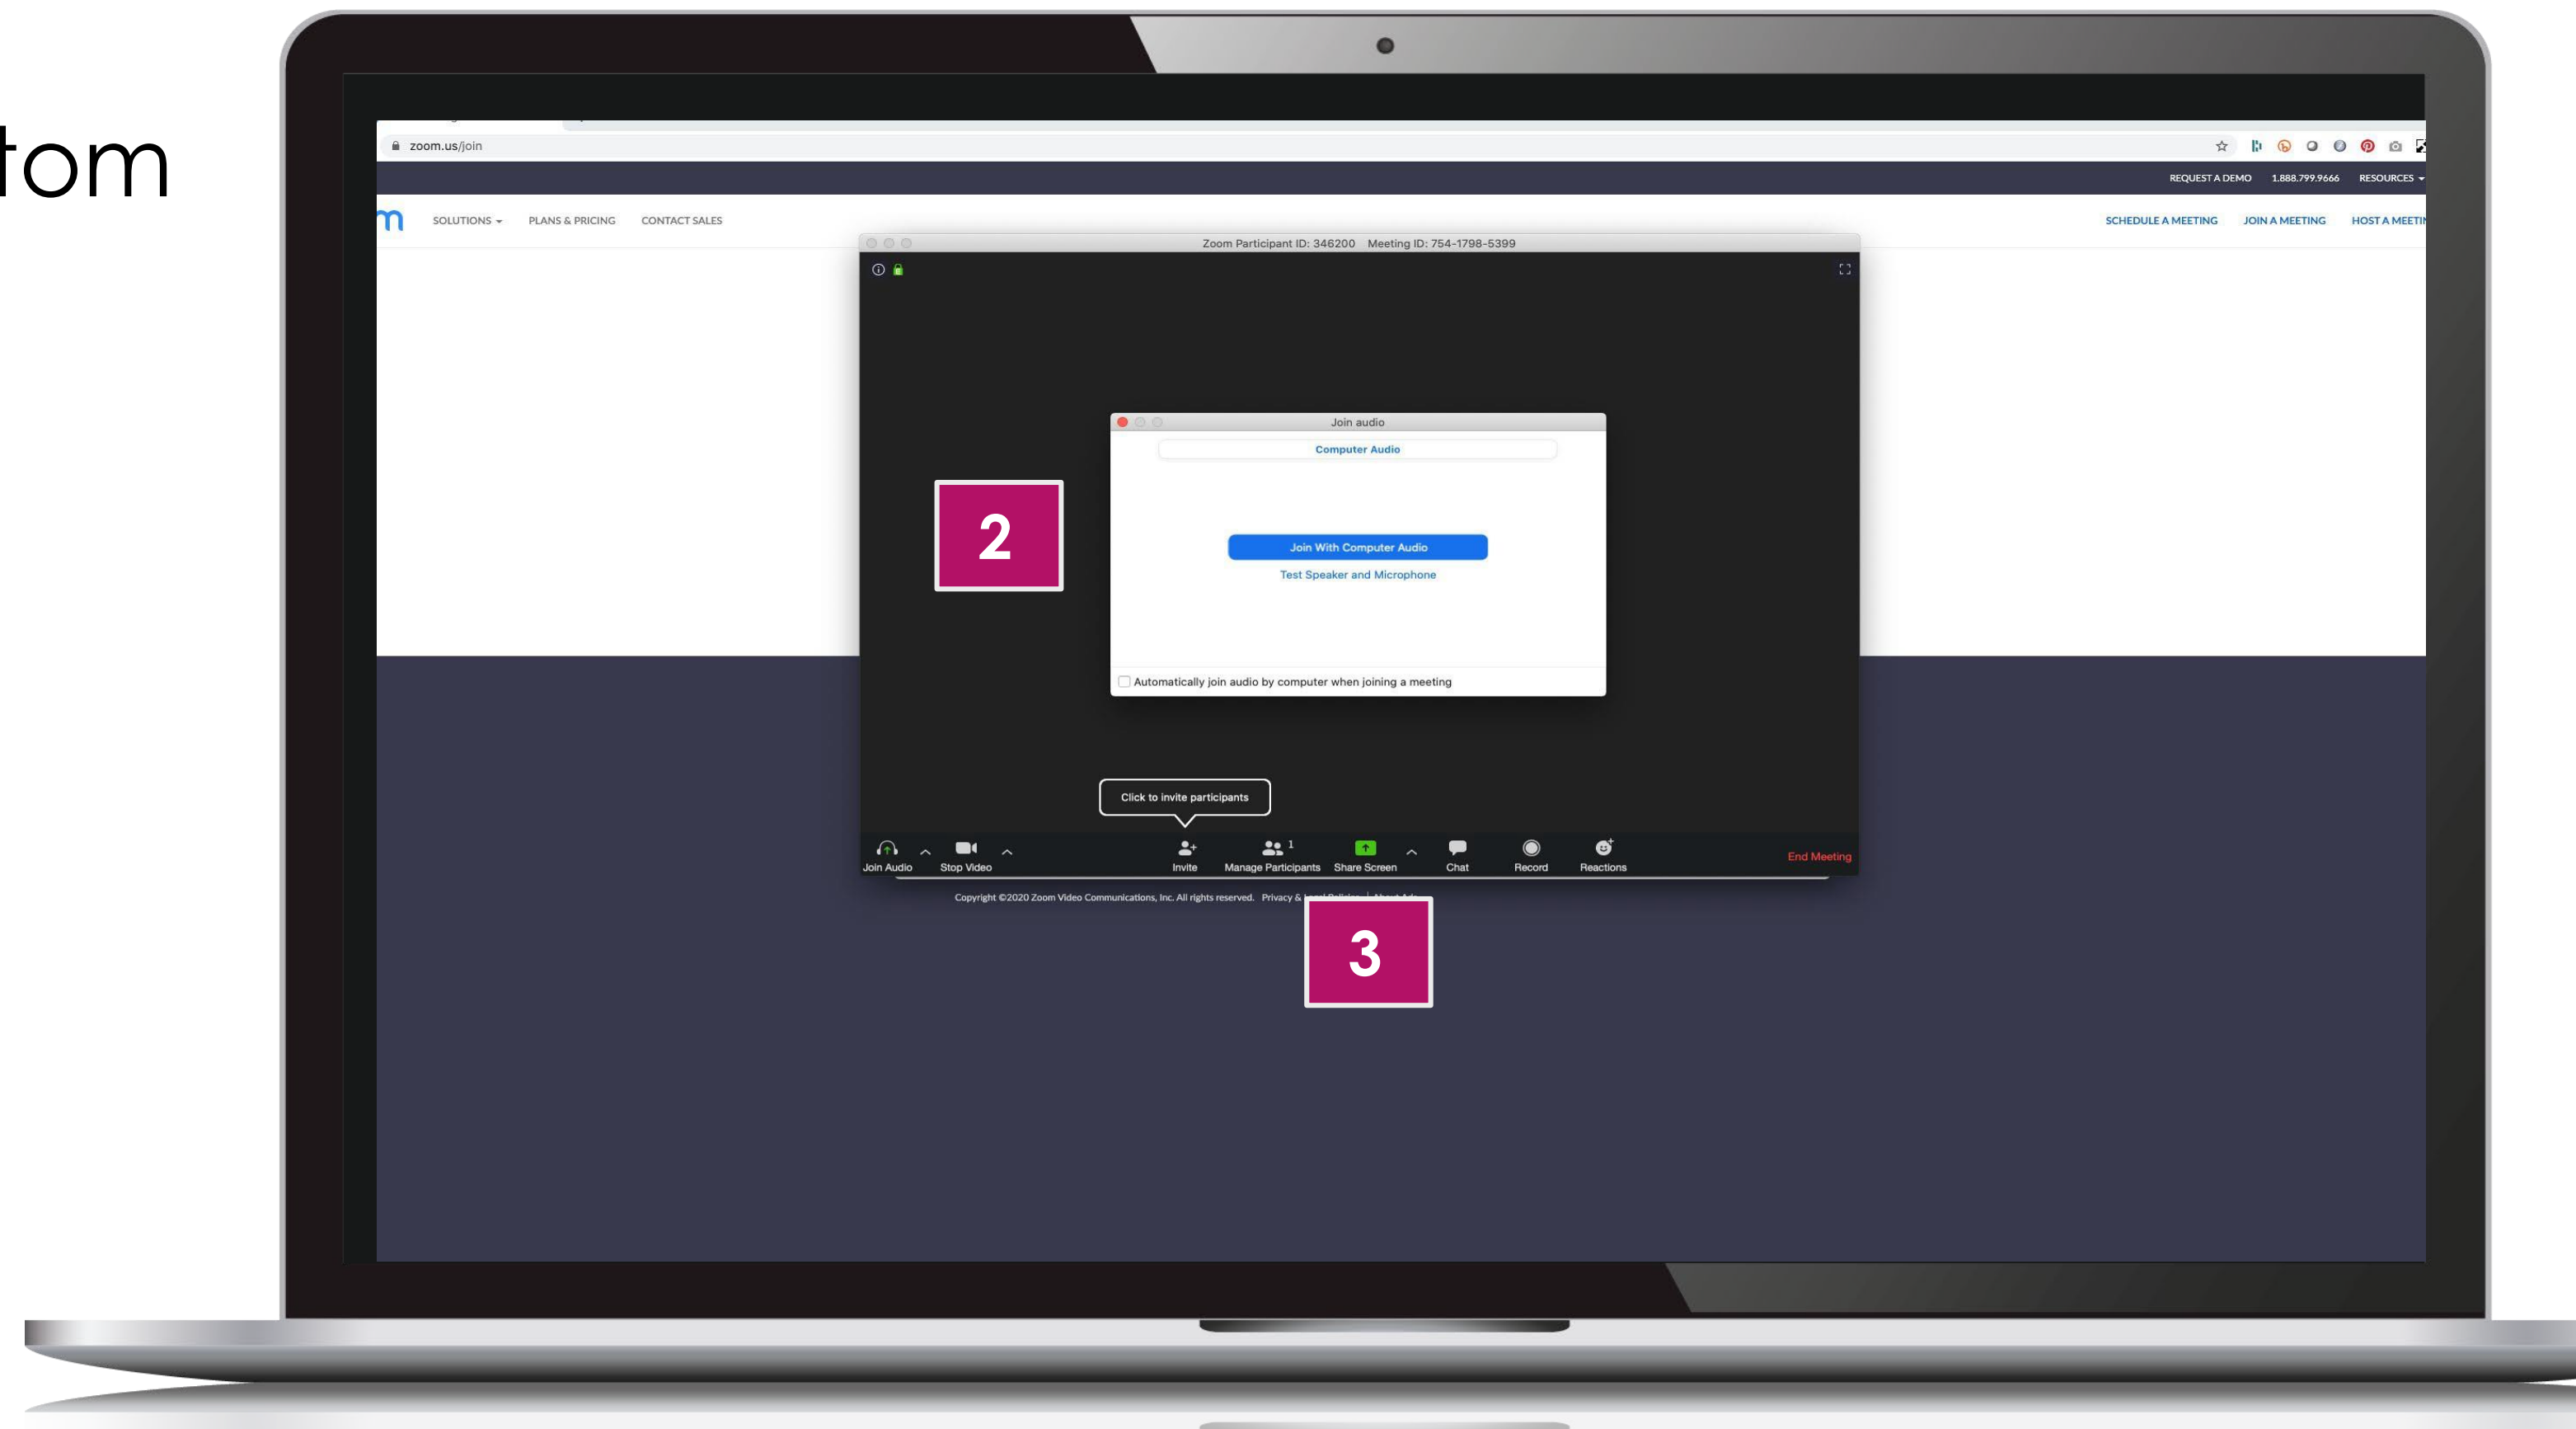 tom
zoom.us/join
REQUEST A DEMO 1.888.799.9666 RESOURCES
m SOLUTIONS PLANS & PRICING CONTACT SALES SCHEDULE A MEETING JOIN A MEETING HOST A MEETIN
Zoom Participant ID: 346200 Meeting ID: 754-1798-5399
Join audio
Computer Audio
2
Join With Computer Audio
Test Speaker and Microphone
Automatically join audio by computer when joining a meeting
Click to invite participants
1
Join Audio Stop Video Invite Manage Participants Share Screen Chat Record Reactions End Meeting
Copyright ©2020 Zoom Video Communications, Inc. All rights reserved. Privacy &
3